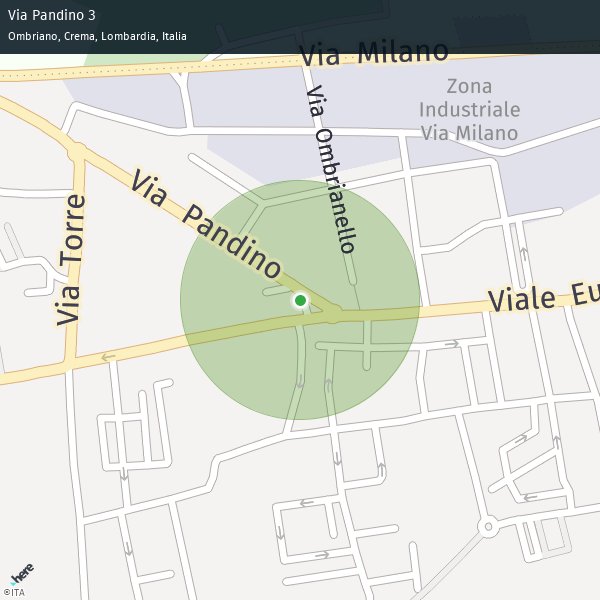 Via Pandino 3
Ombriano, Crema, Lombardia, Italia
Via Milano
Zona
Industriale
Via Milano
Via Ombrianello
Via Pandino
Via Torre
Viale Eu
here
©ITA